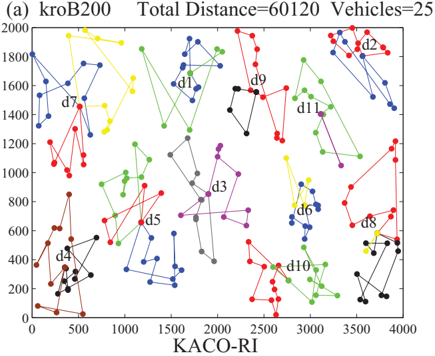 (a) kroB200 Total Distance=60120 Vehicles=25
2000
1800
1600
1400
1200
1000
800
600
400
200
0
d1
d2
d9
d7
d11
d3
d5
d6
d8
d4
d10
0 500 1000 1500 2000 2500 3000 3500 4000
KACO-RI